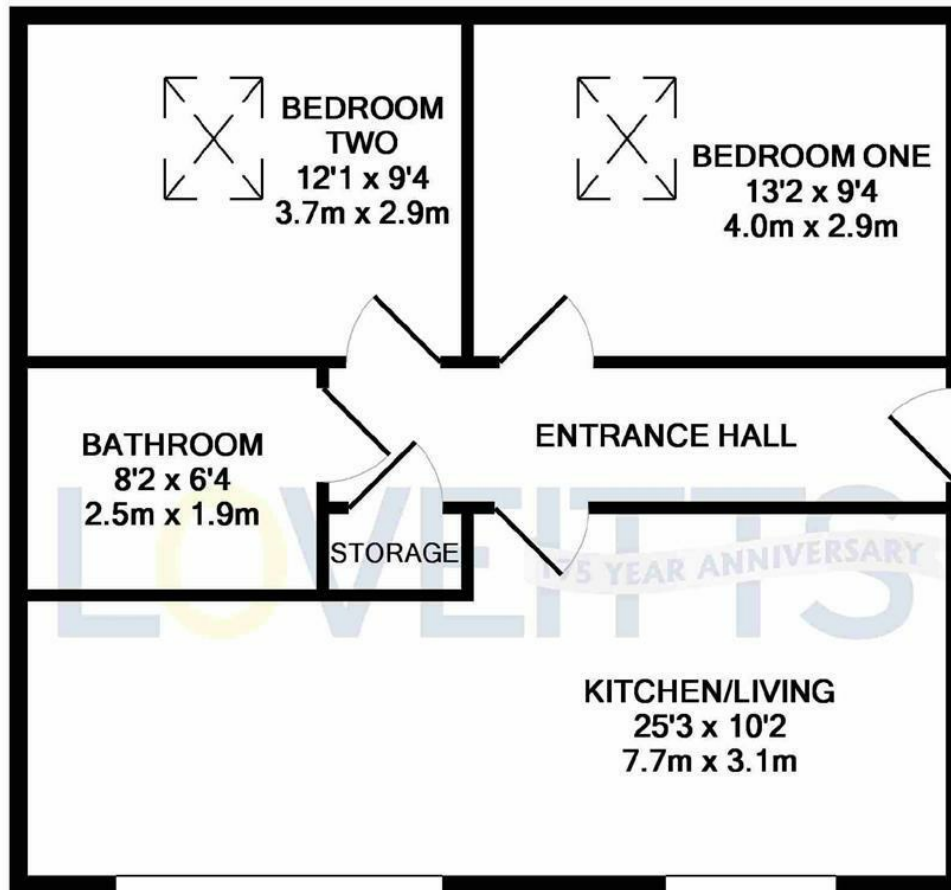 BEDROOM
TWO
12'1 x 9'4
3.7m x 2.9m
BEDROOM ONE
13'2 x 9'4
4.0m x 2.9m
BATHROOM
8'2 x 6'4
2.5m x 1.9m
ENTRANCE HALL
STORAGE
LOVEITTS
175 YEAR ANNIVERSARY
KITCHEN/LIVING
25'3 x 10'2
7.7m x 3.1m